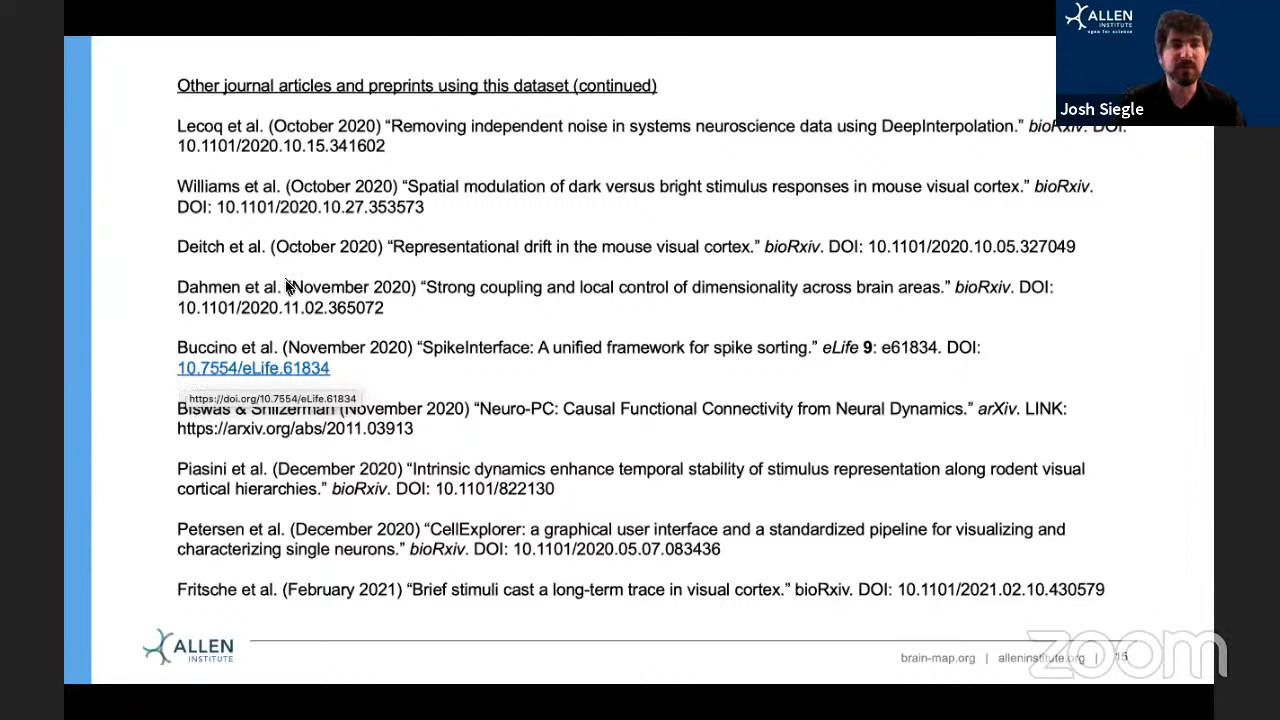 ALLEN
INSTITUTE
open for science
Josh Siegle
Other journal articles and preprints using this dataset (continued)
Lecoq et al. (October 2020) “Removing independent noise in systems neuroscience data using DeepInterpolation.” bioRxiv. DOI:
10.1101/2020.10.15.341602
Williams et al. (October 2020) “Spatial modulation of dark versus bright stimulus responses in mouse visual cortex.” bioRxiv.
DOI: 10.1101/2020.10.27.353573
Deitch et al. (October 2020) “Representational drift in the mouse visual cortex.” bioRxiv. DOI: 10.1101/2020.10.05.327049
Dahmen et al. (November 2020) “Strong coupling and local control of dimensionality across brain areas.” bioRxiv. DOI:
10.1101/2020.11.02.365072
Buccino et al. (November 2020) “SpikeInterface: A unified framework for spike sorting.” eLife 9: e61834. DOI:
10.7554/eLife.61834
https://doi.org/10.7554/eLife.61834
Biswas & Shlizerman (November 2020) “Neuro-PC: Causal Functional Connectivity from Neural Dynamics.” arXiv. LINK:
https://arxiv.org/abs/2011.03913
Piasini et al. (December 2020) “Intrinsic dynamics enhance temporal stability of stimulus representation along rodent visual
cortical hierarchies.” bioRxiv. DOI: 10.1101/822130
Petersen et al. (December 2020) “CellExplorer: a graphical user interface and a standardized pipeline for visualizing and
characterizing single neurons.” bioRxiv. DOI: 10.1101/2020.05.07.083436
Fritsche et al. (February 2021) “Brief stimuli cast a long-term trace in visual cortex.” bioRxiv. DOI: 10.1101/2021.02.10.430579
ALLEN
INSTITUTE
brain-map.org | alleninstitute.org | 15
zoom